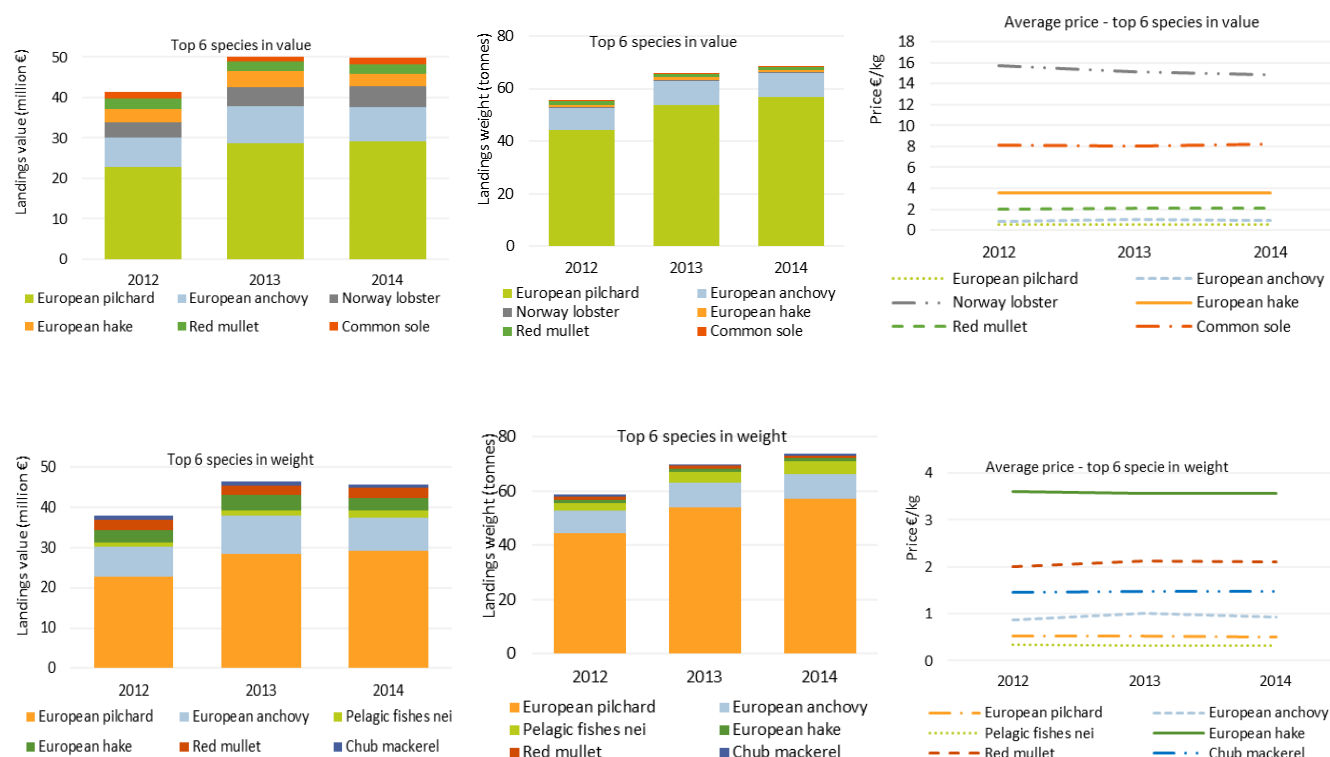 Top 6 species in value
Landings value (million €)
50
40
30
20
10
0
2012 2013 2014
European pilchard European anchovy Norway lobster
European hake Red mullet Common sole
Top 6 species in value
Landings weight (tonnes)
80
60
40
20
0
2012 2013 2014
European pilchard European anchovy
Norway lobster European hake
Red mullet Common sole
Average price - top 6 species in value
Price €/kg
18
16
14
12
10
8
6
4
2
0
2012 2013 2014
European pilchard European anchovy
Norway lobster European hake
Red mullet Common sole
Top 6 species in weight
Landings value (million €)
50
40
30
20
10
0
2012 2013 2014
European pilchard European anchovy Pelagic fishes nei
European hake Red mullet Chub mackerel
Top 6 species in weight
Landings weight (tonnes)
80
60
40
20
0
2012 2013 2014
European pilchard European anchovy
Pelagic fishes nei European hake
Red mullet Chub mackerel
Average price - top 6 specie in weight
Price €/kg
4
3
2
1
0
2012 2013 2014
European pilchard European anchovy
Pelagic fishes nei European hake
Red mullet Chub mackerel